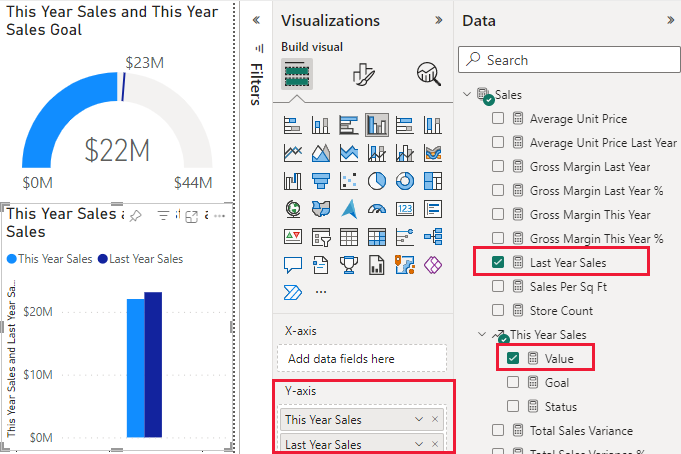 This Year Sales and This Year
Sales Goal
$23M
$22M
$0M
$44M
This Year Sales a
Sales
This Year Sales
Last Year Sales
This Year Sales and Last Year Sa...
$20M
$10M
$0M
Filters
Visualizations
Build visual
123
X-axis
Add data fields here
Y-axis
This Year Sales
Last Year Sales
Data
Search
Sales
Average Unit Price
Average Unit Price Last Year
Gross Margin Last Year
Gross Margin Last Year %
Gross Margin This Year
Gross Margin This Year %
Last Year Sales
Sales Per Sq Ft
Store Count
This Year Sales
Value
Goal
Status
Total Sales Variance
Total Sales Variance %